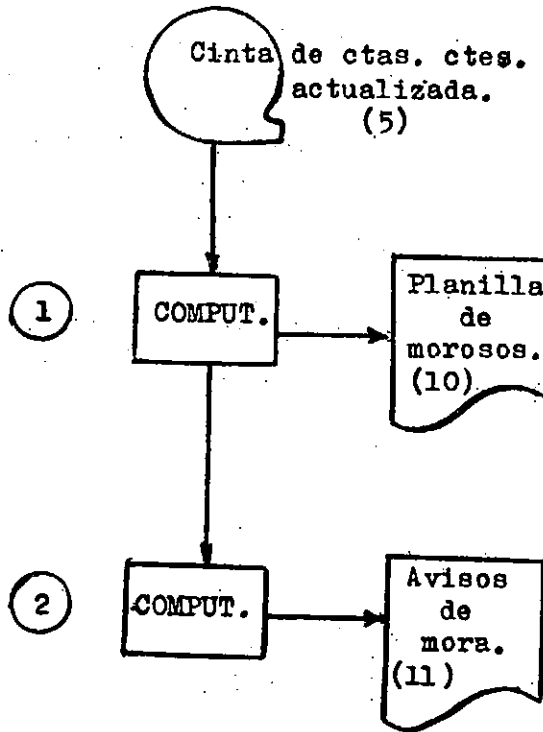 Cinta de ctas. ctes.
actualizada.
(5)
1
COMPUT.
Planilla
de
morosos.
(10)
2
COMPUT.
Avisos
de
mora.
(11)